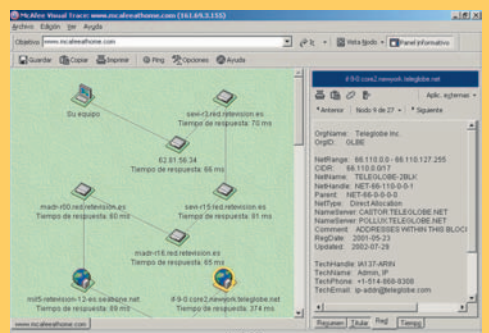 McAfee Visual Trace: www.mcafeeathome.com (161.69.3.155)
Archivo Edición Ver Ayuda
Objetivo www.mcafeeathome.com Ir Vista Nodo Panel informativo
Guardar Copiar Imprimir Ping Opciones Ayuda
Su equipo
sevi-r3.red.retevision.es
Tiempo de respuesta: 70 ms
62.81.56.34
Tiempo de respuesta: 66 ms
madr-r00.red.retevision.es
Tiempo de respuesta: 60 ms
sevi-r15.red.retevision.es
Tiempo de respuesta: 81 ms
madr-r16.red.retevision.es
Tiempo de respuesta: 65 ms
mil5-retevision-12-es.seabone.net
Tiempo de respuesta: 89 ms
if-9-0.core2.newyork.teleglobe.net
Tiempo de respuesta: 374 ms
www.mcafeeathome.com
if-9-0.core2.newyork.teleglobe.net
Aplic. externas
Anterior Nodo 9 de 27 Siguiente
OrgName: Teleglobe Inc.
OrgID: GLBE
NetRange: 66.110.0.0 - 66.110.127.255
CIDR: 66.110.0.0/17
NetName: TELEGLOBE-2BLK
NetHandle: NET-66-110-0-0-1
Parent: NET-66-0-0-0-0
NetType: Direct Allocation
NameServer: CASTOR.TELEGLOBE.NET
NameServer: POLLUX.TELEGLOBE.NET
Comment: ADDRESSES WITHIN THIS BLOCK
RegDate: 2001-05-23
Updated: 2002-07-29
TechHandle: IA137-ARIN
TechName: Admin, IP
TechPhone: +1-514-868-8308
TechEmail: ip-addr@teleglobe.com
Resumen Titular Red Tiempo